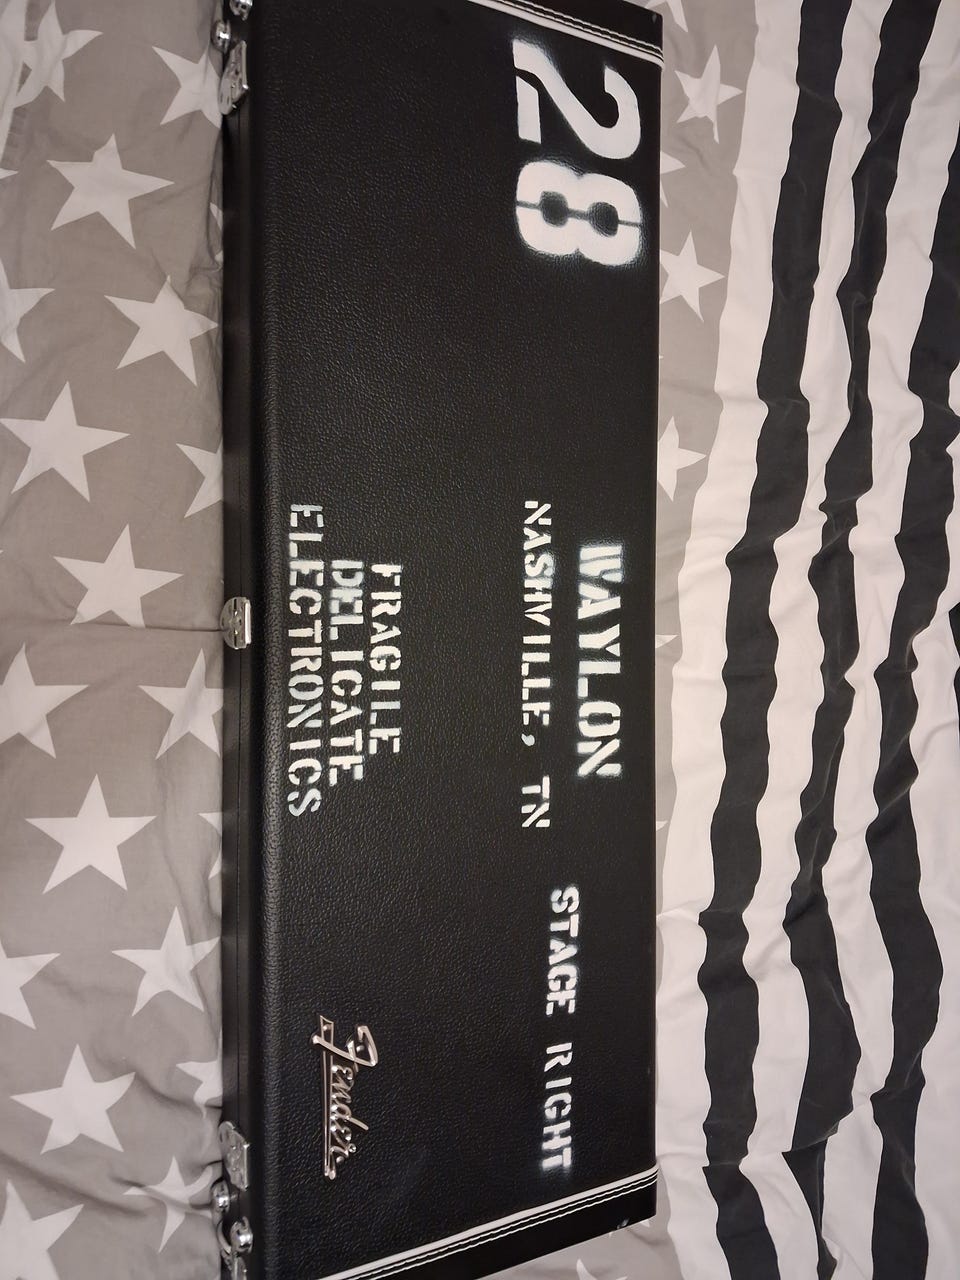 28
WAYLON
NASHVILLE, TN
STAGE RIGHT
FRAGILE
DELICATE
ELECTRONICS
Fender